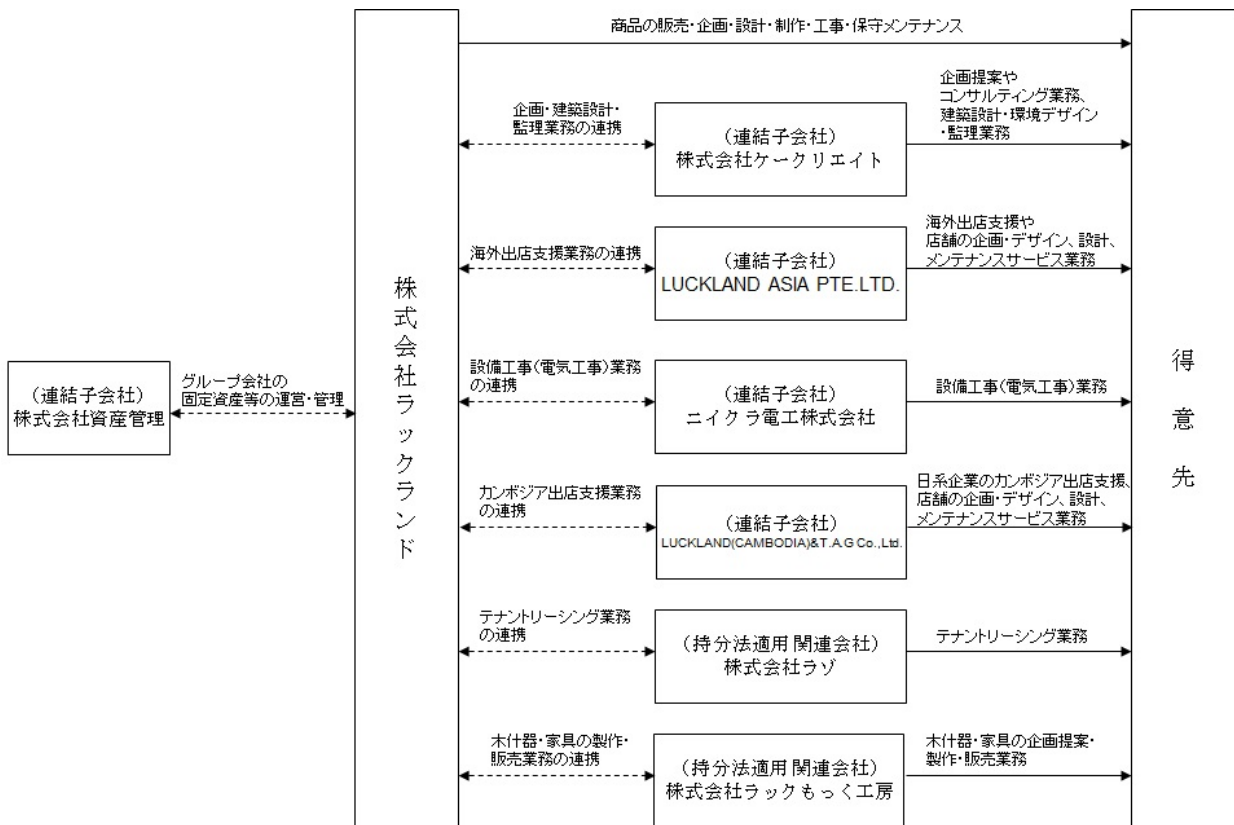 商品の販売・企画・設計・制作・工事・保守メンテナンス
企画・建築設計・
監理業務の連携
(連結子会社)
株式会社ケークリエイト
企画提案や
コンサルティング業務、
建築設計・環境デザイン
・監理業務
海外出店支援業務の連携
(連結子会社)
LUCKLAND ASIA PTE.LTD.
海外出店支援や
店舗の企画・デザイン、設計、
メンテナンスサービス業務
(連結子会社)
株式会社資産管理
グループ会社の
固定資産等の運営・管理
株式会社ラックランド
設備工事(電気工事)業務
の連携
(連結子会社)
ニイクラ電工株式会社
設備工事(電気工事)業務
得意先
カンボジア出店支援業務
の連携
(連結子会社)
LUCKLAND(CAMBODIA)&T.A.G Co.,Ltd.
日系企業のカンボジア出店支援、
店舗の企画・デザイン、設計、
メンテナンスサービス業務
テナントリーシング業務
の連携
(持分法適用関連会社)
株式会社ラゾ
テナントリーシング業務
木什器・家具の製作・
販売業務の連携
(持分法適用関連会社)
株式会社ラックもっく工房
木什器・家具の企画提案・
製作・販売業務